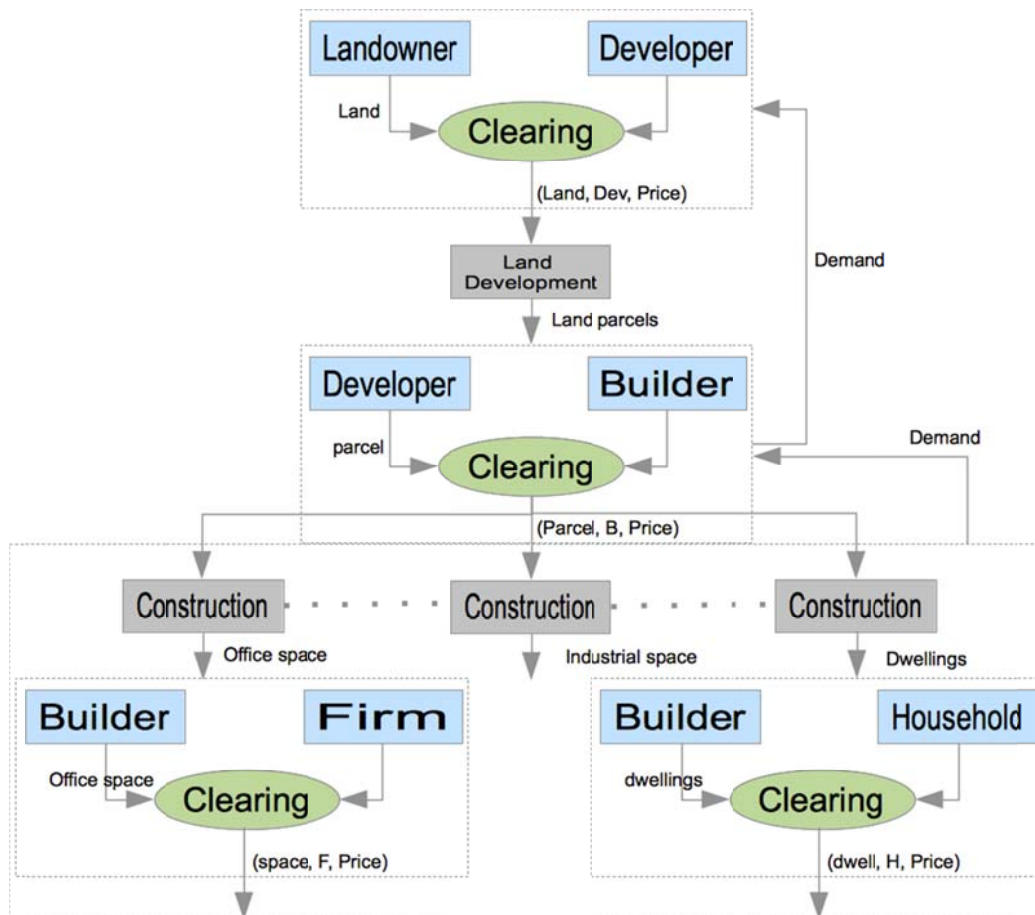 Landowner
Developer
Land
Clearing
(Land, Dev, Price)
Land
Development
Demand
Land parcels
Developer
Builder
parcel
Clearing
Demand
(Parcel, B, Price)
Construction
Construction
Construction
Office space
Industrial space
Dwellings
Builder
Firm
Builder
Household
Office space
Clearing
dwellings
Clearing
(space, F, Price)
(dwell, H, Price)